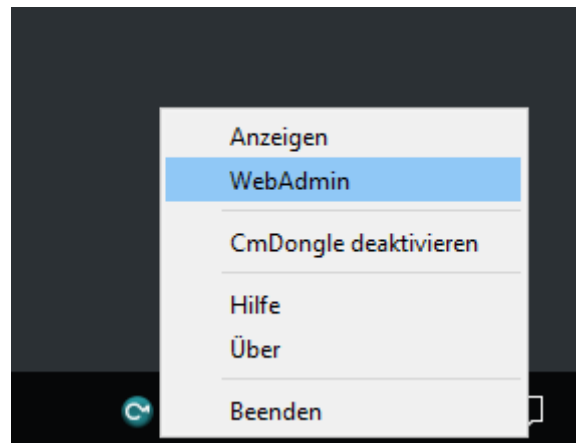 Anzeigen
WebAdmin
CmDongle deaktivieren
Hilfe
Über
Beenden